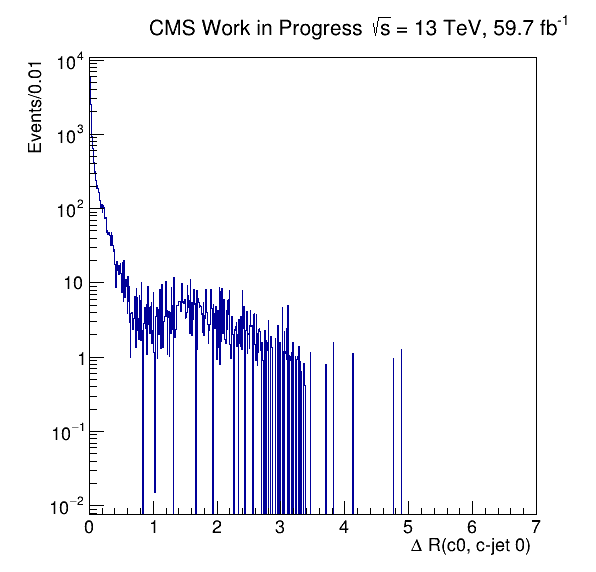 CMS Work in Progress √s = 13 TeV, 59.7 fb⁻¹
Events/0.01
10⁴
10³
10²
10
1
10⁻¹
10⁻²
0 1 2 3 4 5 6 7
Δ R(c0, c-jet 0)